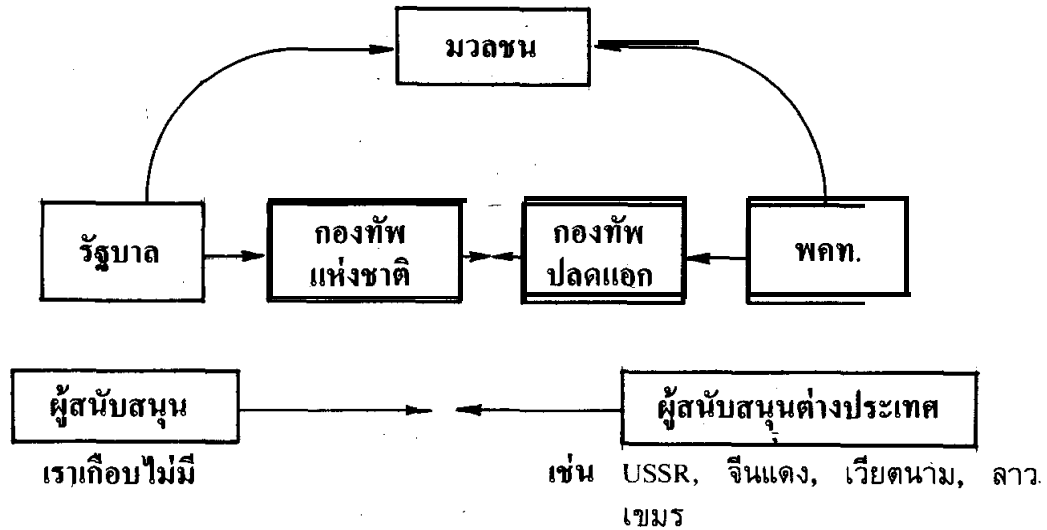 มวลชน
รัฐบาล
กองทัพ
แห่งชาติ
กองทัพ
ปลดแอก
พคท.
ผู้สนับสนุน
ผู้สนับสนุนต่างประเทศ
เราเกือบไม่มี
เช่น USSR, จีนแดง, เวียตนาม, ลาว
เขมร